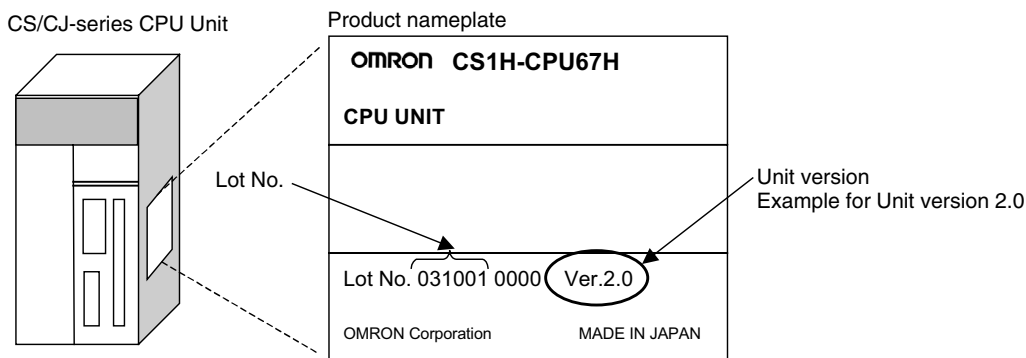 CS/CJ-series CPU Unit
Product nameplate
OMRON CS1H-CPU67H
CPU UNIT
Lot No.
Unit version
Example for Unit version 2.0
Lot No. 031001 0000 Ver.2.0
OMRON Corporation MADE IN JAPAN